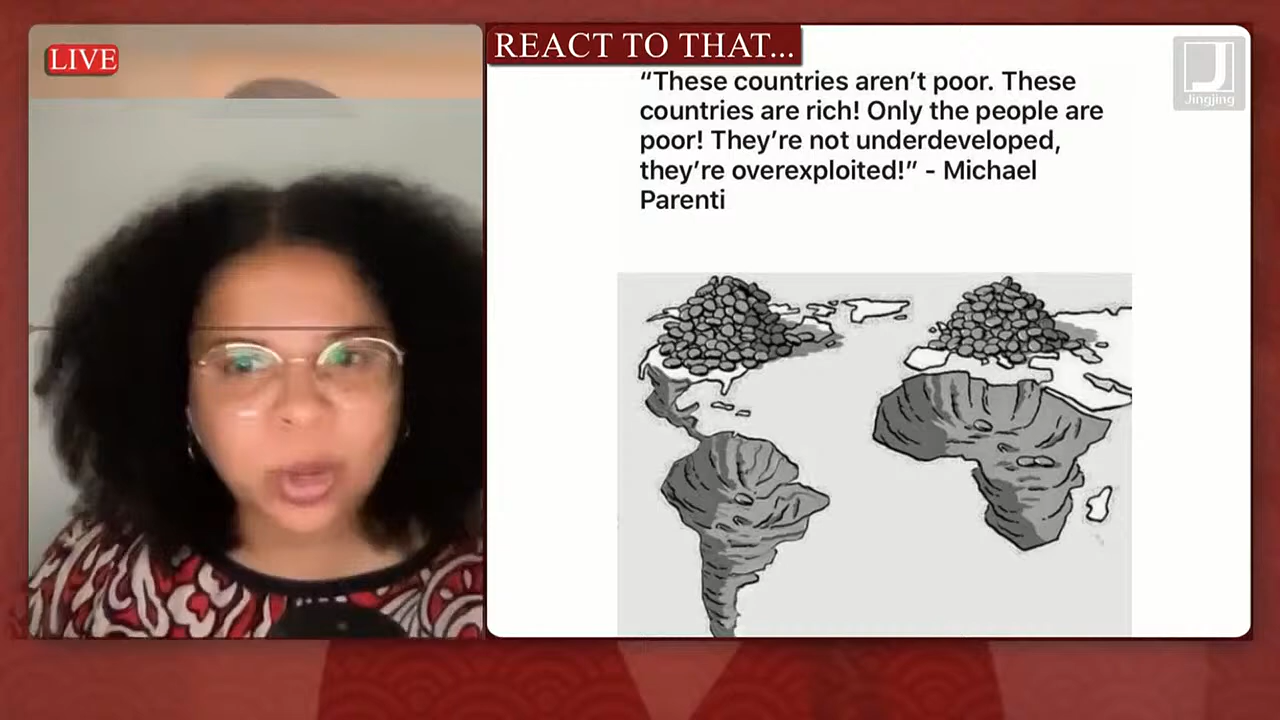 LIVE
REACT TO THAT...
“These countries aren’t poor. These
countries are rich! Only the people are
poor! They’re not underdeveloped,
they’re overexploited!” - Michael
Parenti
J
Jingjing